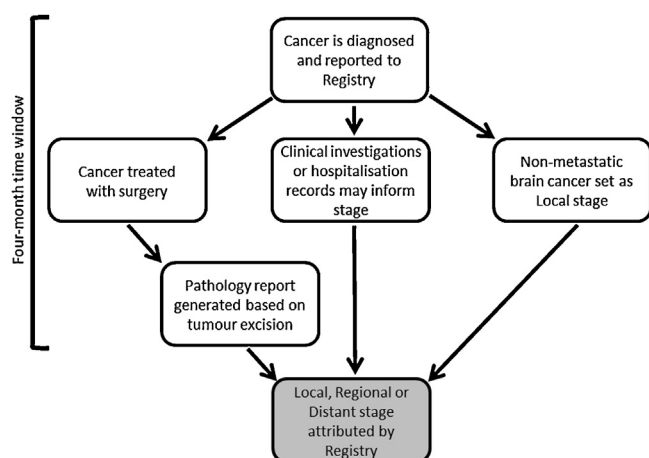 Four-month time window
Cancer is diagnosed
and reported to
Registry
Cancer treated
with surgery
Clinical investigations
or hospitalisation
records may inform
stage
Non-metastatic
brain cancer set as
Local stage
Pathology report
generated based on
tumour excision
Local, Regional or
Distant stage
attributed by
Registry